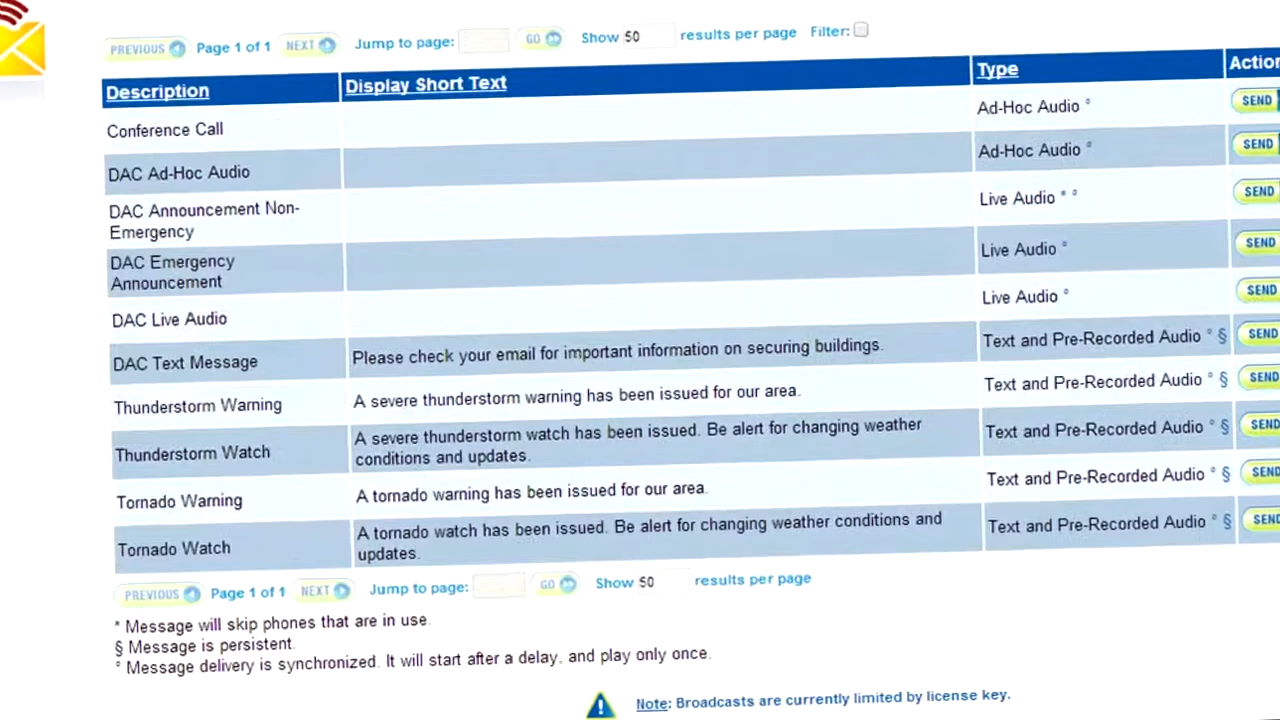 PREVIOUS Page 1 of 1 NEXT Jump to page: GO Show 50 results per page Filter:
Description Display Short Text Type Action
Conference Call Ad-Hoc Audio ° SEND
DAC Ad-Hoc Audio Ad-Hoc Audio ° SEND
DAC Announcement Non-
Emergency Live Audio * ° SEND
DAC Emergency
Announcement Live Audio ° SEND
DAC Live Audio Live Audio ° SEND
DAC Text Message Please check your email for important information on securing buildings. Text and Pre-Recorded Audio ° § SEND
Thunderstorm Warning A severe thunderstorm warning has been issued for our area. Text and Pre-Recorded Audio ° § SEND
Thunderstorm Watch A severe thunderstorm watch has been issued. Be alert for changing weather
conditions and updates. Text and Pre-Recorded Audio ° § SEND
Tornado Warning A tornado warning has been issued for our area. Text and Pre-Recorded Audio ° § SEND
Tornado Watch A tornado watch has been issued. Be alert for changing weather conditions and
updates. Text and Pre-Recorded Audio ° § SEND
PREVIOUS Page 1 of 1 NEXT Jump to page: GO Show 50 results per page
* Message will skip phones that are in use.
§ Message is persistent.
° Message delivery is synchronized. It will start after a delay, and play only once.
Note: Broadcasts are currently limited by license key.